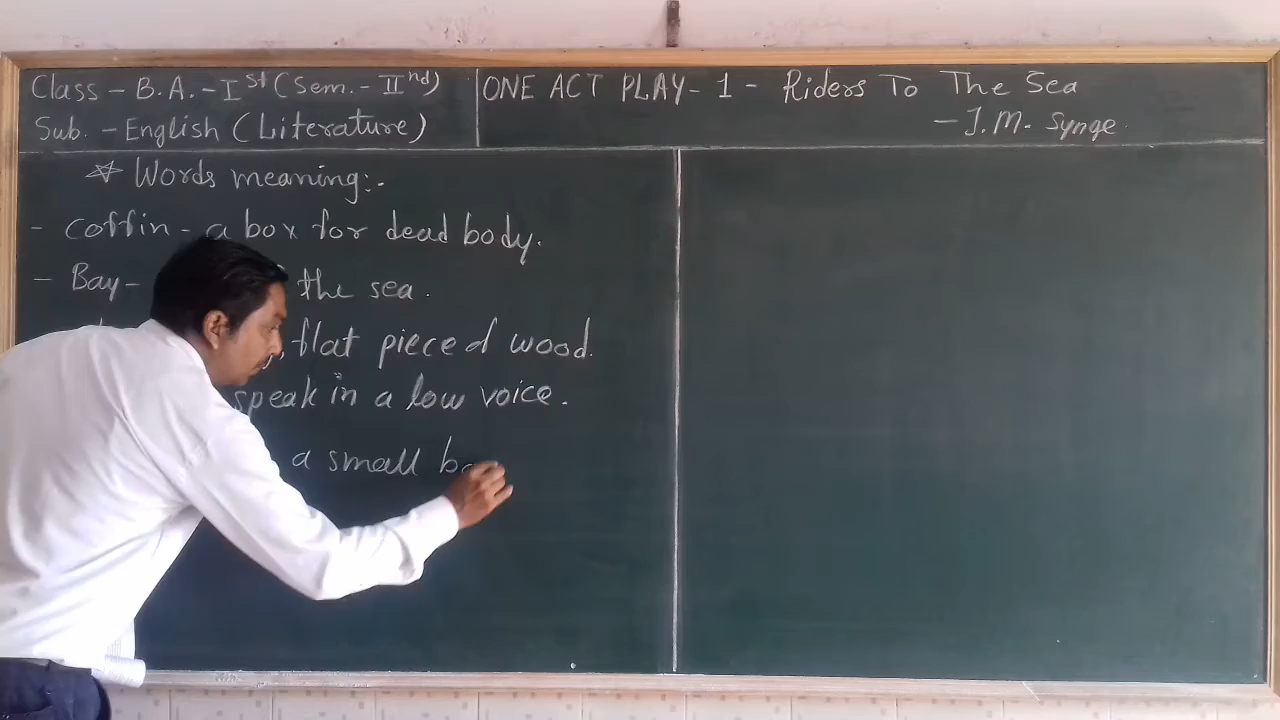 Class - B.A. - Ist (Sem. - IInd)
Sub. - English (Literature)
ONE ACT PLAY - 1 - Riders To The Sea
- J.M. Synge.
Words meaning:-
- coffin - a box for dead body.
- Bay - the sea.
flat piece of wood.
speak in a low voice.
a small